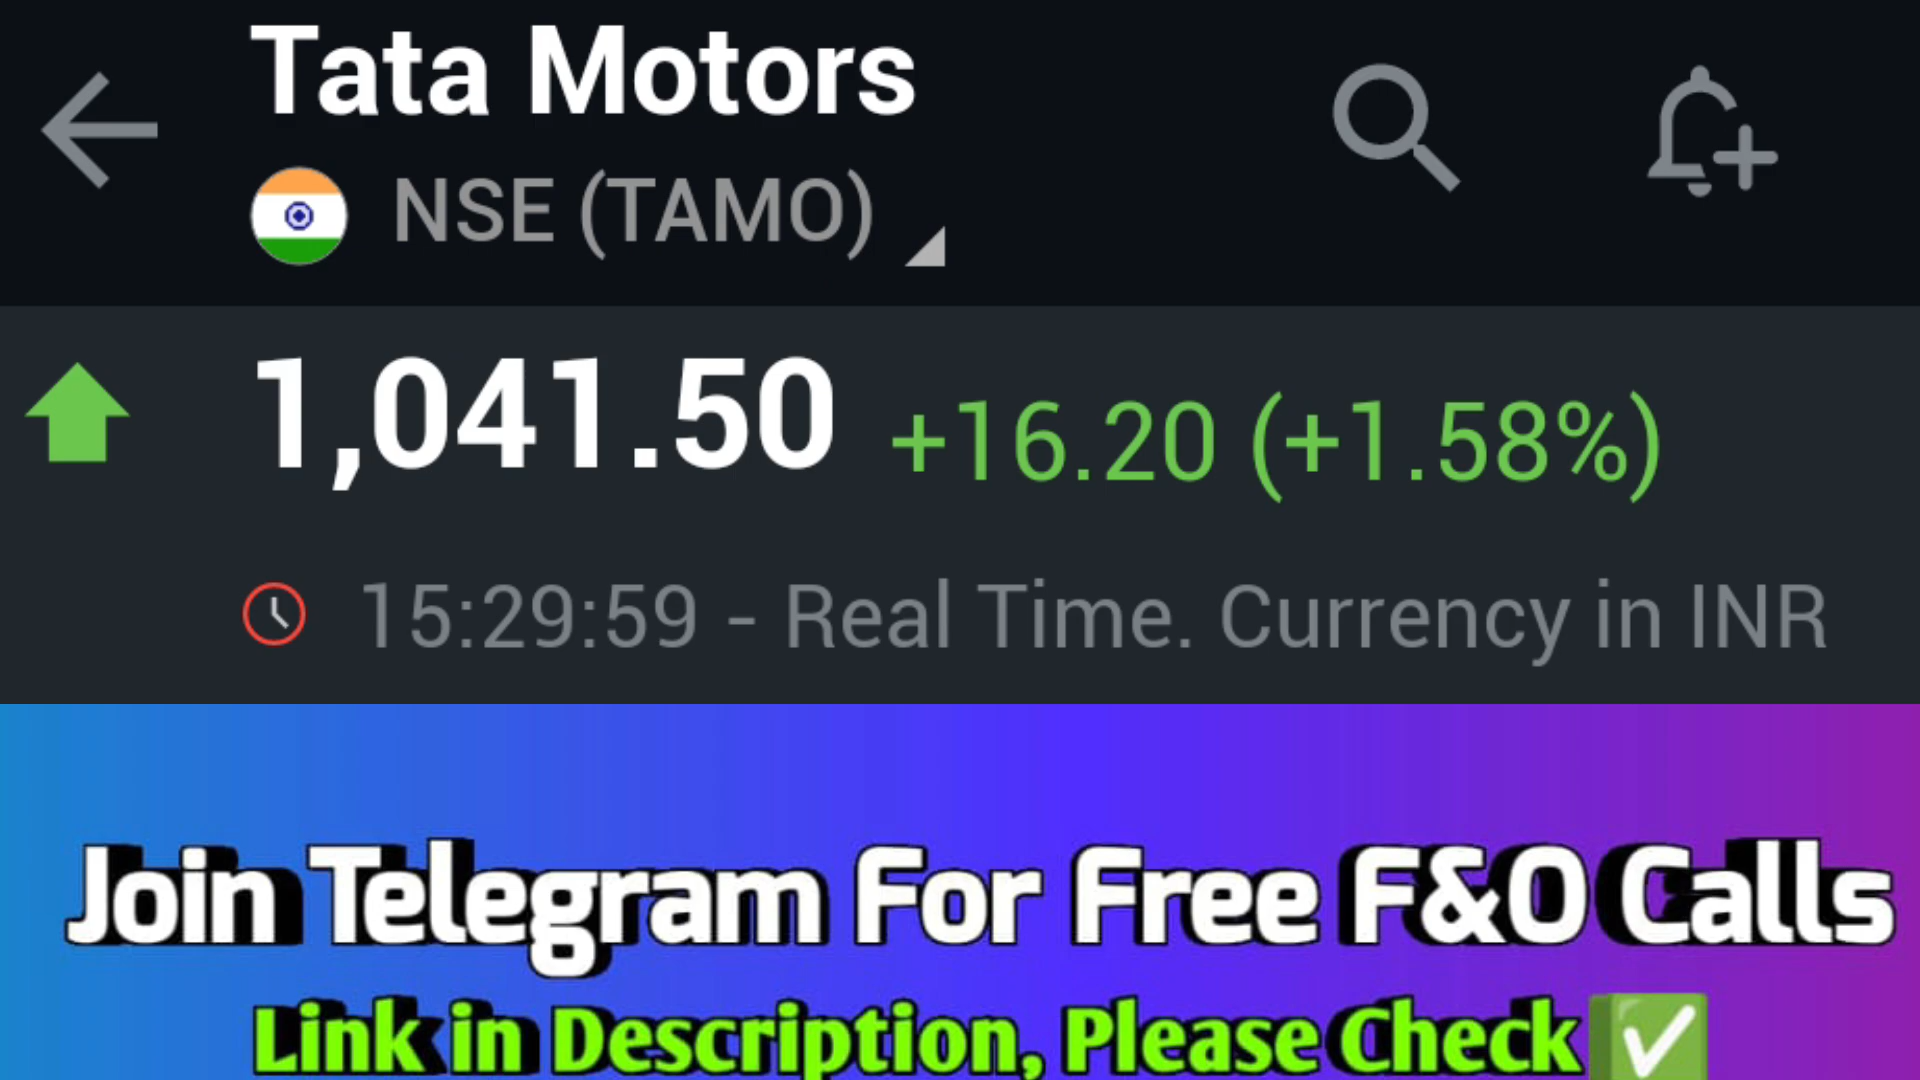 Tata Motors
NSE (TAMO)
1,041.50 +16.20 (+1.58%)
15:29:59 - Real Time. Currency in INR
Join Telegram For Free F&O Calls
Link in Description, Please Check ✅